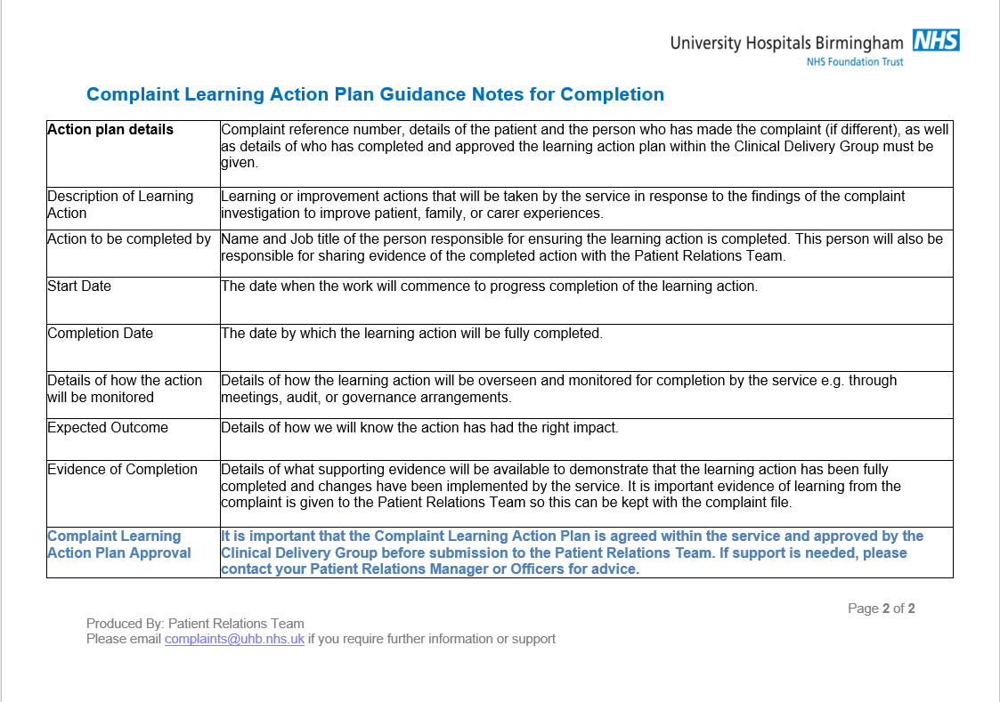 University Hospitals Birmingham NHS
NHS Foundation Trust
Complaint Learning Action Plan Guidance Notes for Completion
Action plan details
Complaint reference number, details of the patient and the person who has made the complaint (if different), as well
as details of who has completed and approved the learning action plan within the Clinical Delivery Group must be
given.
Description of Learning
Action
Learning or improvement actions that will be taken by the service in response to the findings of the complaint
investigation to improve patient, family, or carer experiences.
Action to be completed by
Name and Job title of the person responsible for ensuring the learning action is completed. This person will also be
responsible for sharing evidence of the completed action with the Patient Relations Team.
Start Date
The date when the work will commence to progress completion of the learning action.
Completion Date
The date by which the learning action will be fully completed.
Details of how the action
will be monitored
Details of how the learning action will be overseen and monitored for completion by the service e.g. through
meetings, audit, or governance arrangements.
Expected Outcome
Details of how we will know the action has had the right impact.
Evidence of Completion
Details of what supporting evidence will be available to demonstrate that the learning action has been fully
completed and changes have been implemented by the service. It is important evidence of learning from the
complaint is given to the Patient Relations Team so this can be kept with the complaint file.
Complaint Learning
Action Plan Approval
It is important that the Complaint Learning Action Plan is agreed within the service and approved by the
Clinical Delivery Group before submission to the Patient Relations Team. If support is needed, please
contact your Patient Relations Manager or Officers for advice.
Page 2 of 2
Produced By: Patient Relations Team
Please email complaints@uhb.nhs.uk if you require further information or support